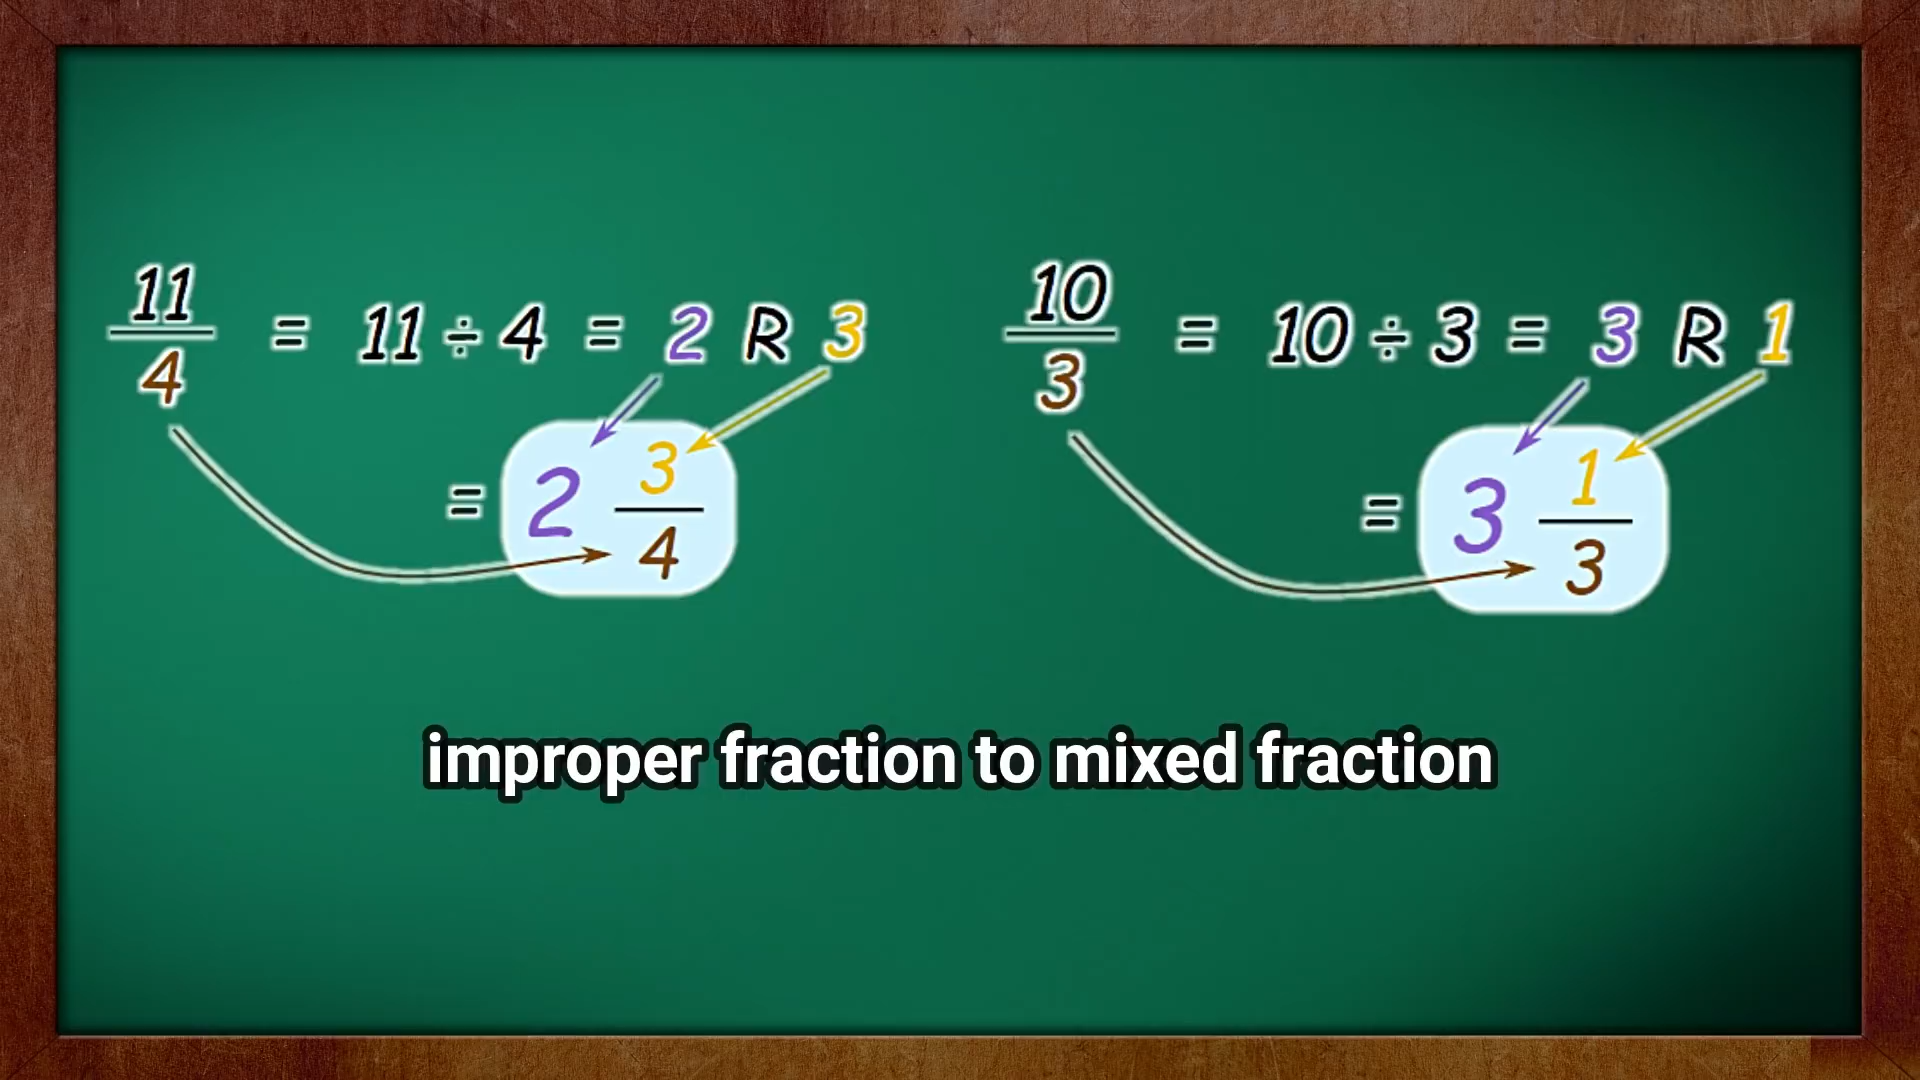 11/4 = 11 ÷ 4 = 2 R 3
= 2 3/4
10/3 = 10 ÷ 3 = 3 R 1
= 3 1/3
improper fraction to mixed fraction